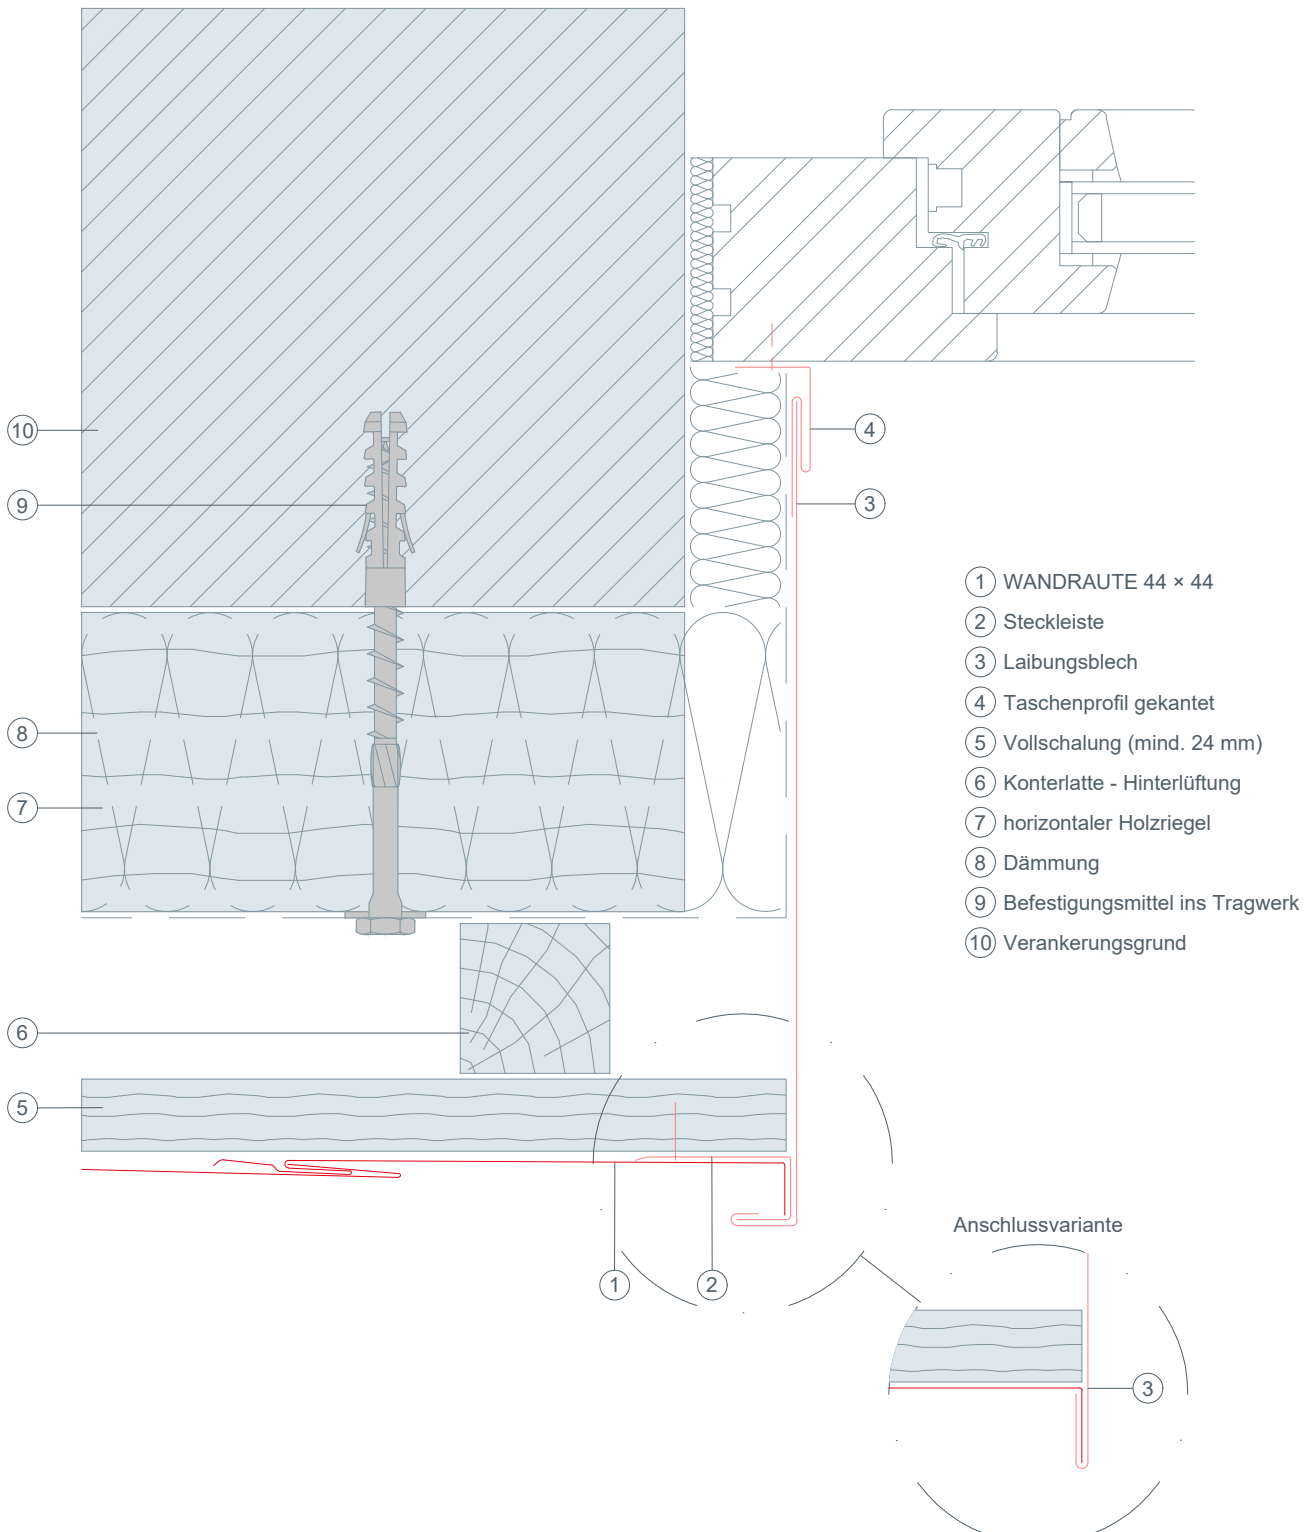 10
4
9
3
1 WANDRAUTE 44 × 44
2 Steckleiste
3 Laibungsblech
4 Taschenprofil gekantet
5 Vollschalung (mind. 24 mm)
6 Konterlatte - Hinterlüftung
7 horizontaler Holzriegel
8 Dämmung
9 Befestigungsmittel ins Tragwerk
10 Verankerungsgrund
8
7
6
5
Anschlussvariante
1
2
3